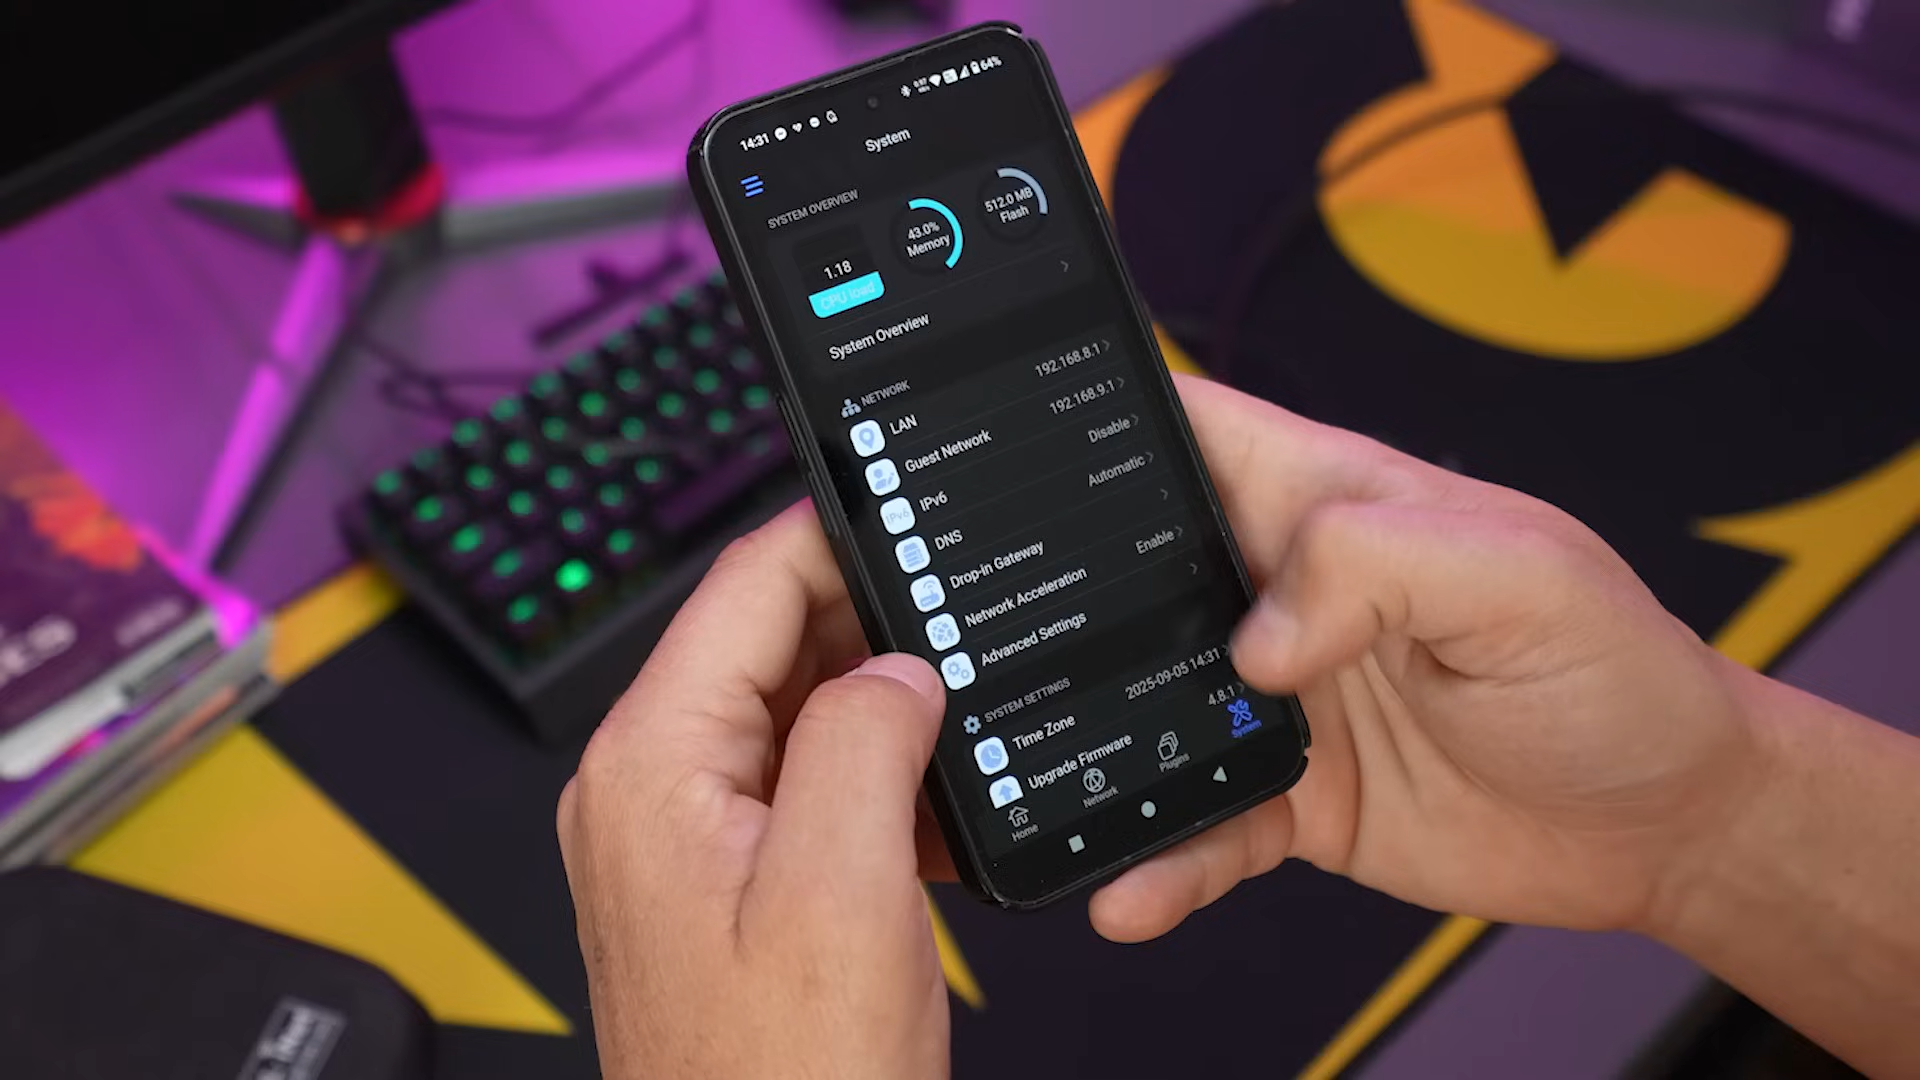 14:31 64%
System
SYSTEM OVERVIEW
1.18
CPU load
43.0%
Memory
512.0 MB
Flash
System Overview
NETWORK
LAN 192.168.8.1
Guest Network 192.168.9.1
IPv6
IPv6 Disable
DNS Automatic
Drop-in Gateway
Network Acceleration Enable
Advanced Settings
SYSTEM SETTINGS
Time Zone 2025-09-05 14:31
Upgrade Firmware 4.8.1
Home
Network
Plugins
System